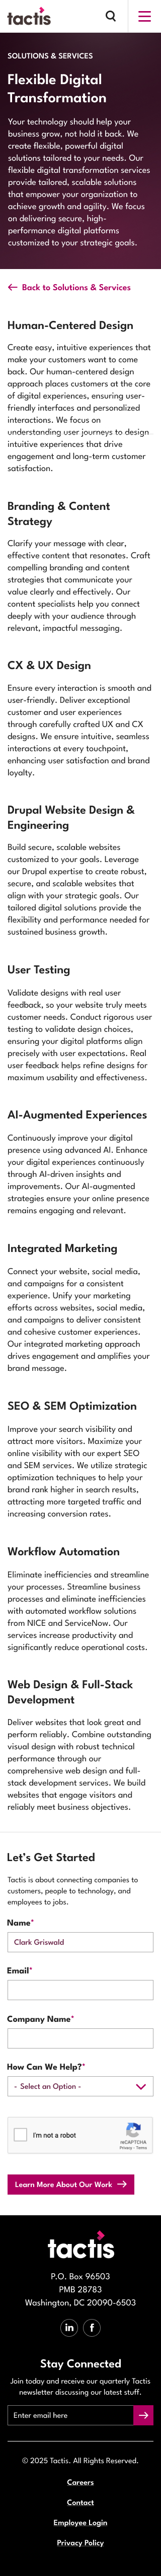 tactis
SOLUTIONS & SERVICES
Flexible Digital
Transformation
Your technology should help your
business grow, not hold it back. We
create flexible, powerful digital
solutions tailored to your needs. Our
flexible digital transformation services
provide tailored, scalable solutions
that empower your organization to
achieve growth and agility. We focus
on delivering secure, high-
performance digital platforms
customized to your strategic goals.
Back to Solutions & Services
Human-Centered Design
Create easy, intuitive experiences that
make your customers want to come
back. Our human-centered design
approach places customers at the core
of digital experiences, ensuring user-
friendly interfaces and personalized
interactions. We focus on
understanding user journeys to design
intuitive experiences that drive
engagement and long-term customer
satisfaction.
Branding & Content
Strategy
Clarify your message with clear,
effective content that resonates. Craft
compelling branding and content
strategies that communicate your
value clearly and effectively. Our
content specialists help you connect
deeply with your audience through
relevant, impactful messaging.
CX & UX Design
Ensure every interaction is smooth and
user-friendly. Deliver exceptional
customer and user experiences
through carefully crafted UX and CX
designs. We ensure intuitive, seamless
interactions at every touchpoint,
enhancing user satisfaction and brand
loyalty.
Drupal Website Design &
Engineering
Build secure, scalable websites
customized to your goals. Leverage
our Drupal expertise to create robust,
secure, and scalable websites that
align with your strategic goals. Our
tailored digital solutions provide the
flexibility and performance needed for
sustained business growth.
User Testing
Validate designs with real user
feedback, so your website truly meets
customer needs. Conduct user testing
to validate design choices, ensuring
your digital platforms align precisely
with user expectations. Real user
feedback helps refine designs for
maximum usability and effectiveness.
AI-Augmented Experiences
Continuously improve your digital
presence using advanced AI. Enhance
your digital experiences continuously
through AI-driven insights and
improvements. Our AI-augmented
strategies ensure your online presence
remains engaging and relevant.
Integrated Marketing
Connect your website, social media,
and campaigns for a consistent
experience. Unify your marketing
efforts across websites, social media,
and campaigns to deliver consistent
and cohesive customer experiences.
Our integrated marketing approach
drives engagement and amplifies your
brand message.
SEO & SEM Optimization
Improve your search visibility and
attract more visitors. Maximize your
online visibility with our expert SEO
and SEM services. We utilize strategic
optimization techniques to help your
brand rank higher in search results,
attracting more targeted traffic and
increasing conversion rates.
Workflow Automation
Eliminate inefficiencies and streamline
your processes. Streamline business
processes and eliminate inefficiencies
with automated workflow solutions
from NICE and ServiceNow. Our
services increase productivity and
significantly reduce operational costs.
Web Design & Full-Stack
Development
Deliver websites that look great and
perform reliably. Combine outstanding
visual design with robust technical
performance through our
comprehensive web design and full-
stack development services. We build
websites that engage visitors and
reliably meet business objectives.
Let's Get Started
Tactis is about connecting companies to
customers, people to technology, and
employees to jobs.
Name*
Clark Griswald
Email*
Company Name*
How Can We Help?*
- Select an Option -
I'm not a robot
reCAPTCHA
Privacy - Terms
Learn More About Our Work
tactis
P.O. Box 96503
PMB 28783
Washington, DC 20090-6503
Stay Connected
Join today and receive our quarterly Tactis
newsletter discussing our latest efforts.
Enter email here
© 2025 Tactis. All Rights Reserved.
Careers
Contact
Employee Login
Privacy Policy